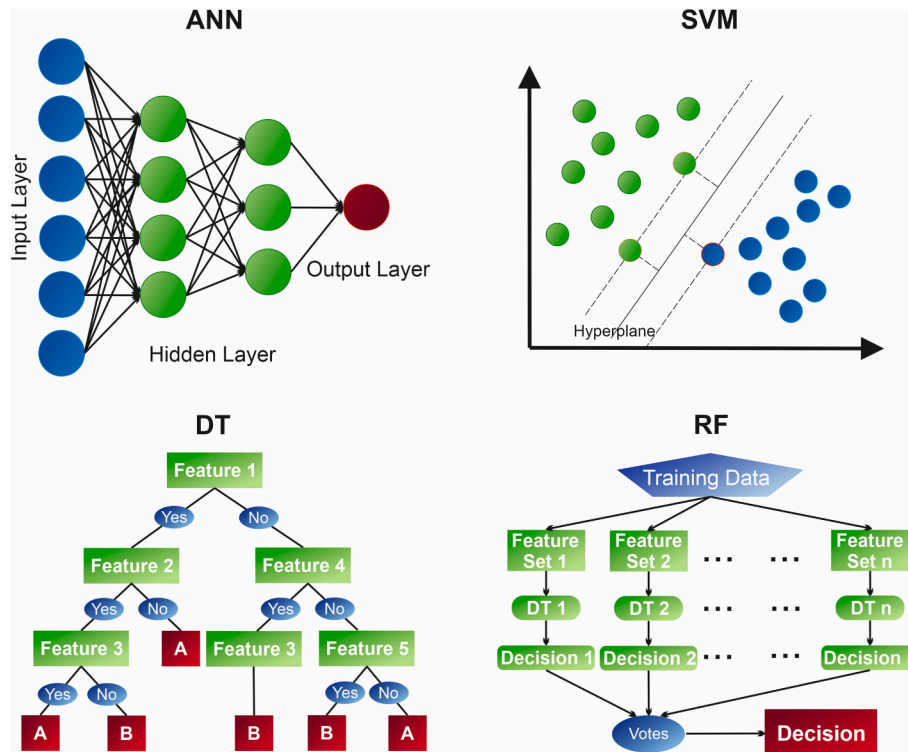 ANN
Input Layer
Hidden Layer
Output Layer
SVM
Hyperplane
DT
Feature 1
Yes
No
Feature 2
Feature 4
Yes
No
Yes
No
Feature 3
A
Feature 3
Feature 5
Yes
No
Yes
No
A
B
B
B
A
RF
Training Data
Feature
Set 1
Feature
Set 2
... ...
Feature
Set n
DT 1
DT 2
... ...
DT n
Decision 1
Decision 2
... ...
Decision
Votes
Decision